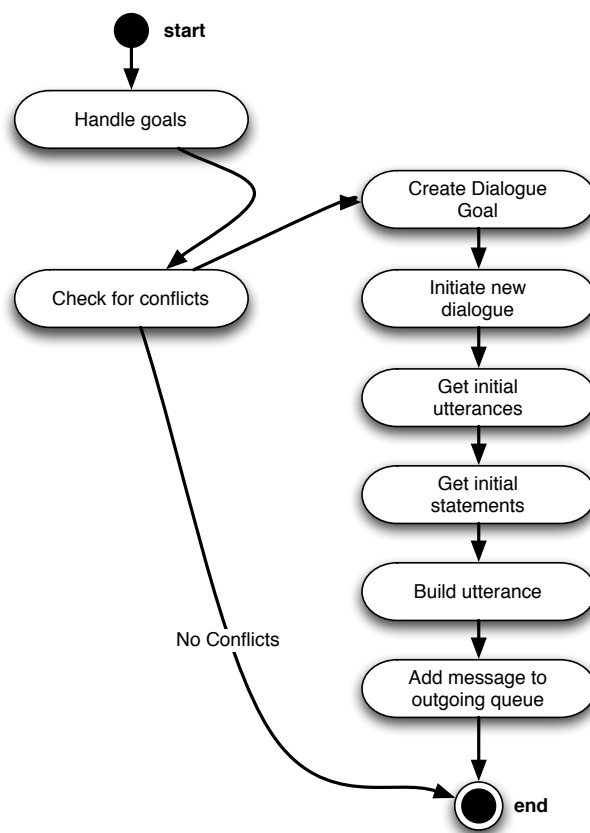 start
Handle goals
Check for conflicts
Create Dialogue
Goal
Initiate new
dialogue
Get initial
utterances
Get initial
statements
Build utterance
No Conflicts
Add message to
outgoing queue
end